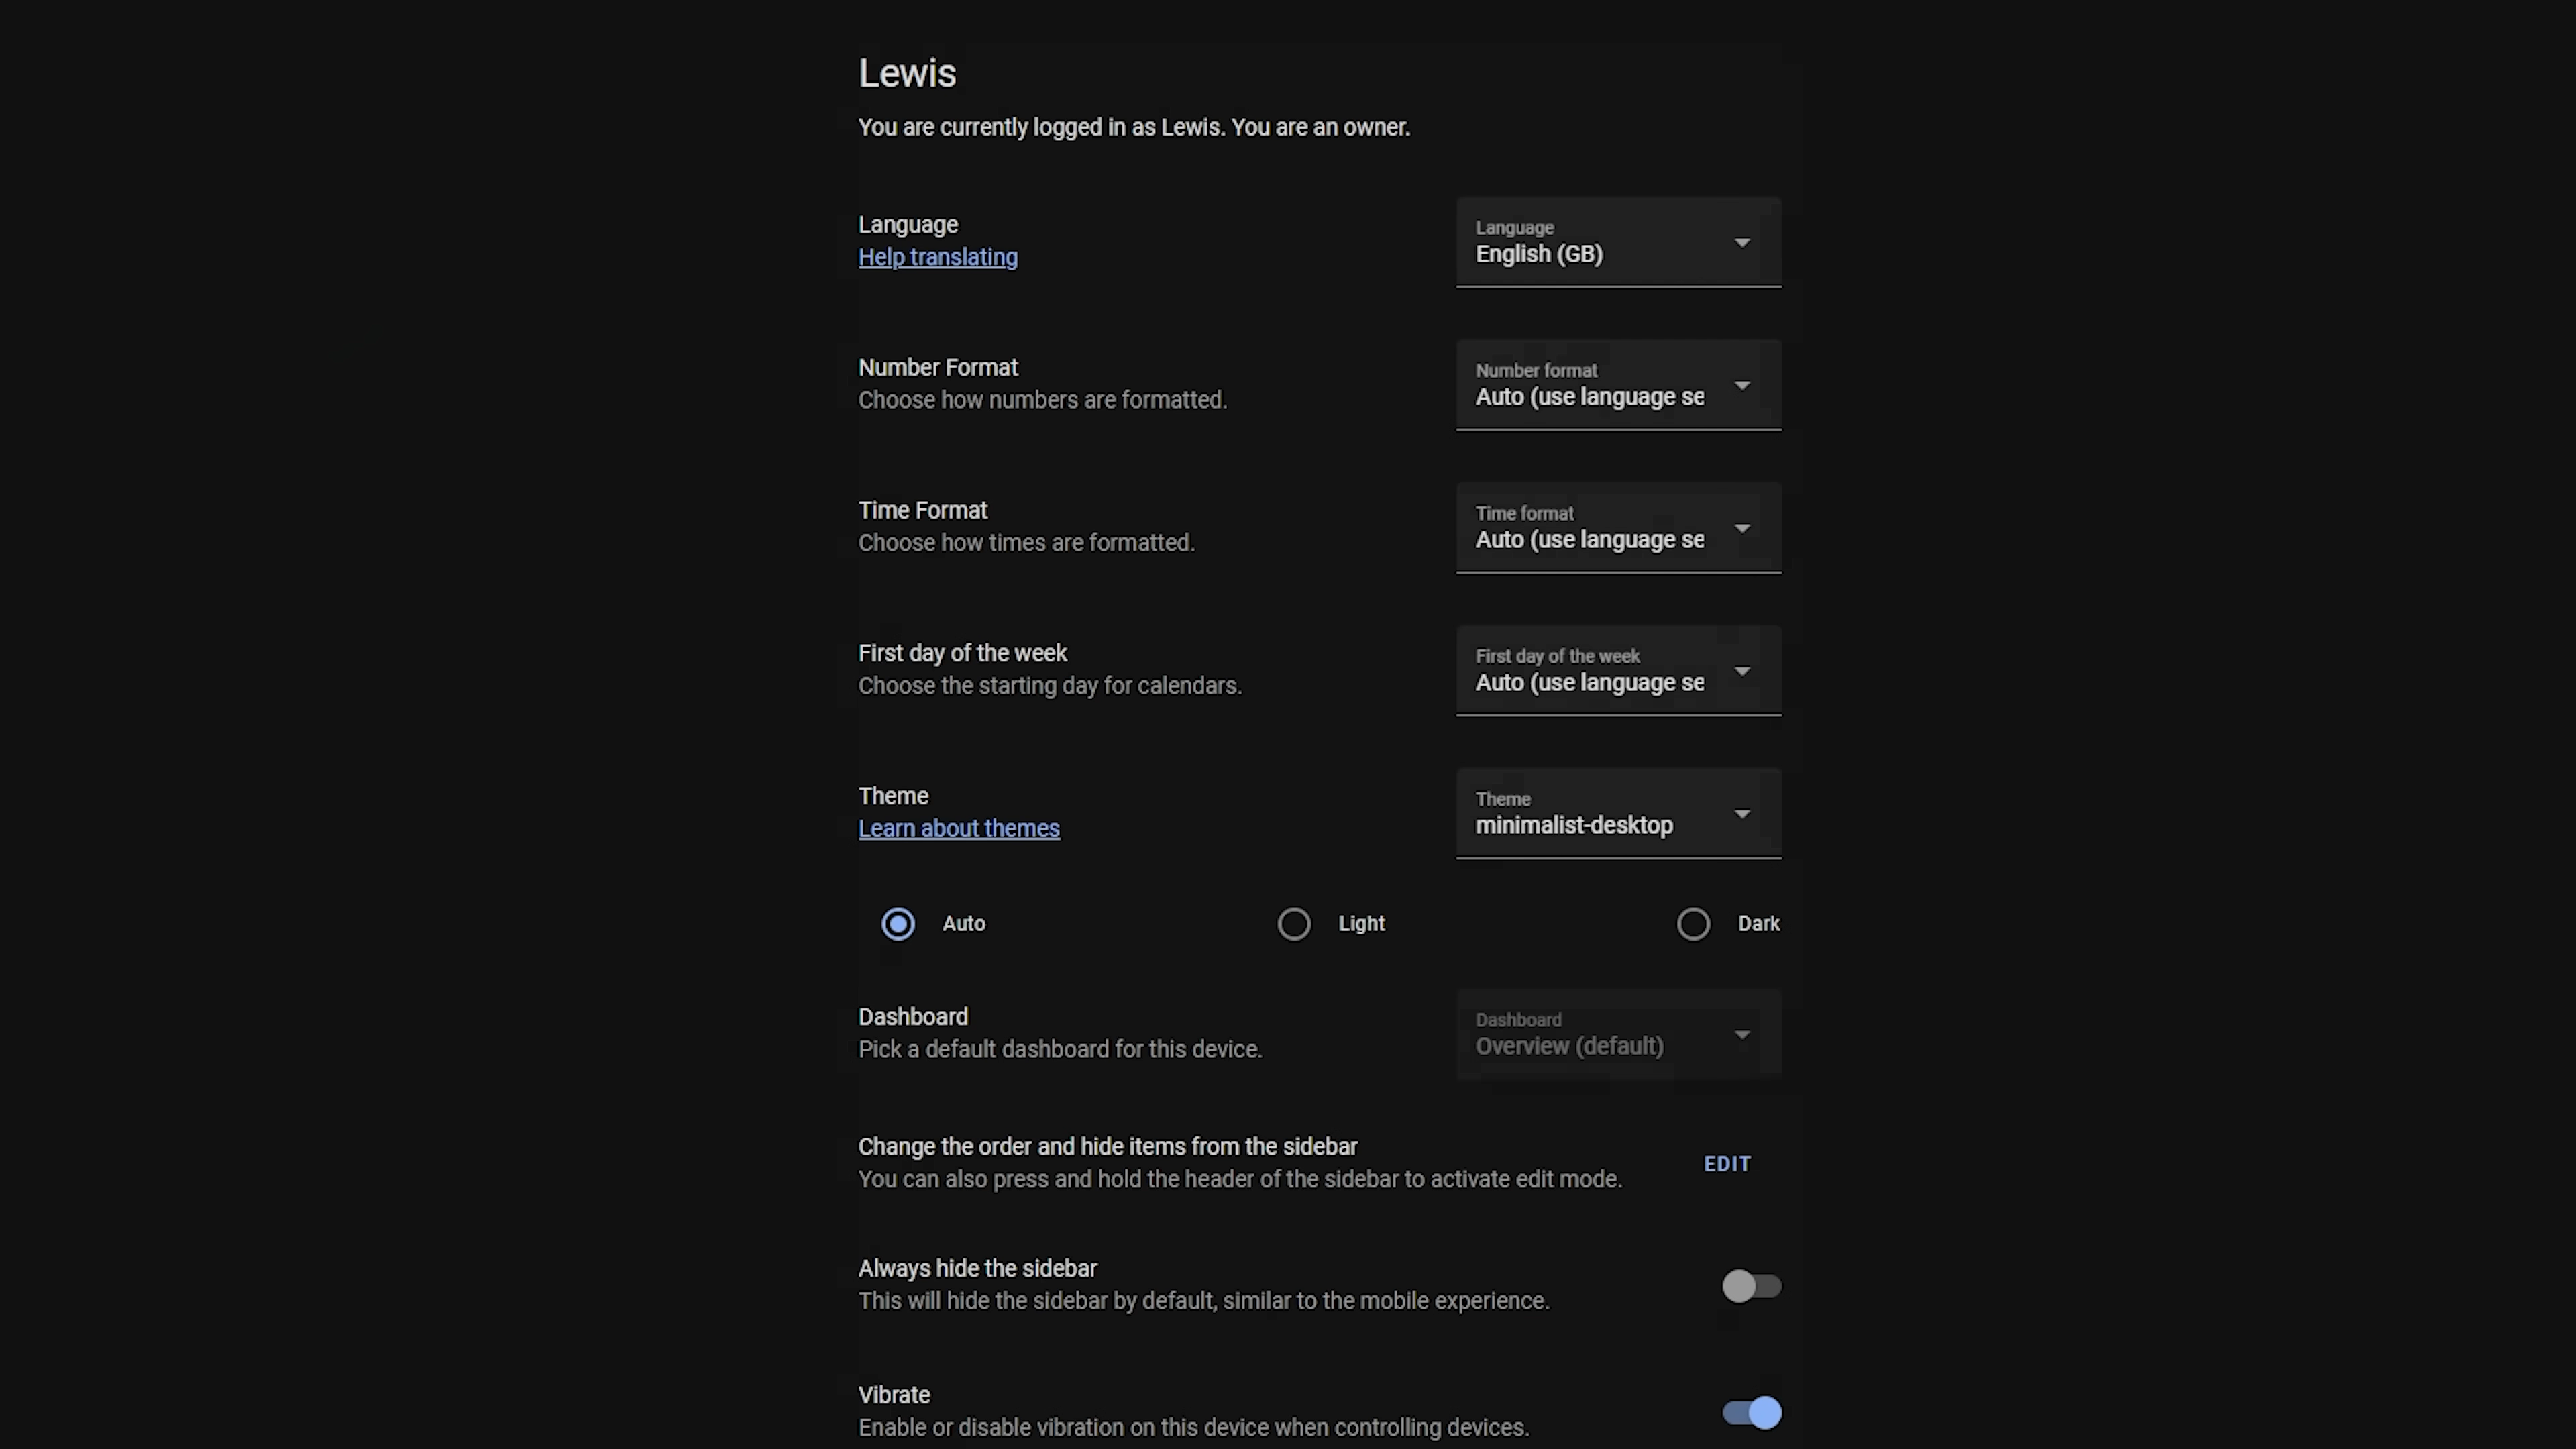 Lewis
You are currently logged in as Lewis. You are an owner.
Language
Help translating
Language
English (GB)
Number Format
Choose how numbers are formatted.
Number format
Auto (use language se
Time Format
Choose how times are formatted.
Time format
Auto (use language se
First day of the week
Choose the starting day for calendars.
First day of the week
Auto (use language se
Theme
Learn about themes
Theme
minimalist-desktop
Auto
Light
Dark
Dashboard
Pick a default dashboard for this device.
Dashboard
Overview (default)
Change the order and hide items from the sidebar
You can also press and hold the header of the sidebar to activate edit mode.
EDIT
Always hide the sidebar
This will hide the sidebar by default, similar to the mobile experience.
Vibrate
Enable or disable vibration on this device when controlling devices.